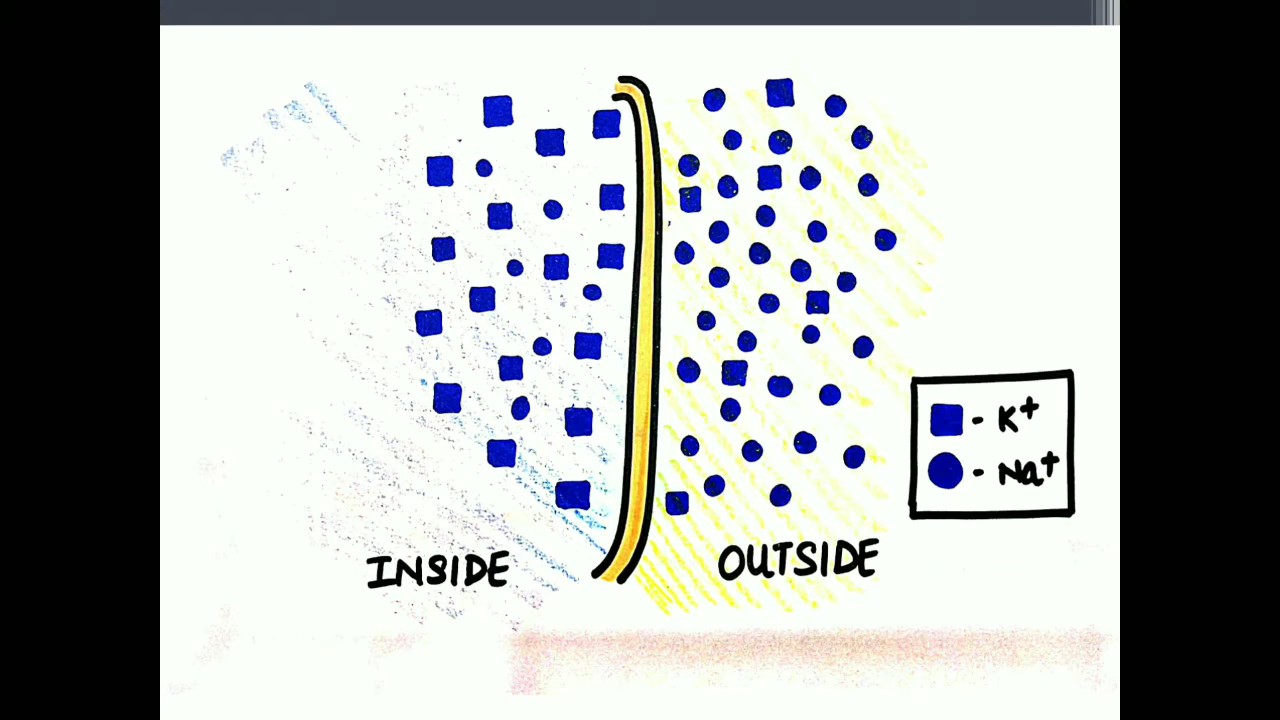 - K+
- Na+
INSIDE
OUTSIDE